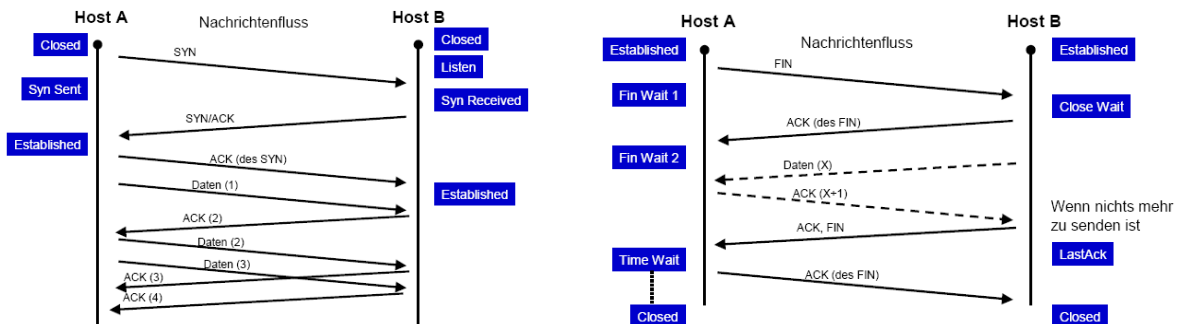 Host A
Nachrichtenfluss
Host B
Closed
Closed
SYN
Listen
Syn Sent
Syn Received
SYN/ACK
Established
ACK (des SYN)
Daten (1)
Established
ACK (2)
Daten (2)
Daten (3)
ACK (3)
ACK (4)
Host A
Host B
Nachrichtenfluss
Established
Established
FIN
Fin Wait 1
Close Wait
ACK (des FIN)
Fin Wait 2
Daten (X)
ACK (X+1)
Wenn nichts mehr
zu senden ist
ACK, FIN
Time Wait
LastAck
ACK (des FIN)
Closed
Closed